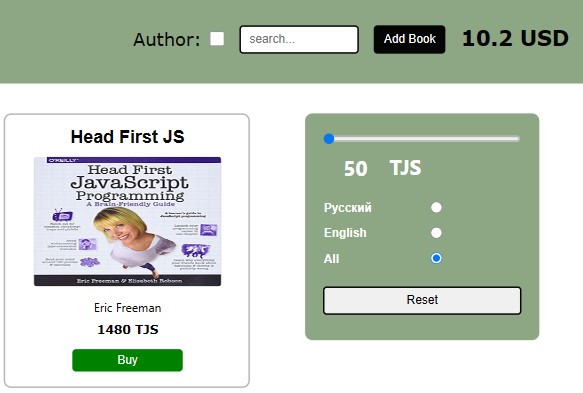 Author: search... Add Book 10.2 USD
Head First JS
O'REILLY
Head First
JavaScript
Programming
A Brain-Friendly Guide
Eric Freeman & Elisabeth Robson
Eric Freeman
1480 TJS
Buy
50 TJS
Русский
English
All
Reset